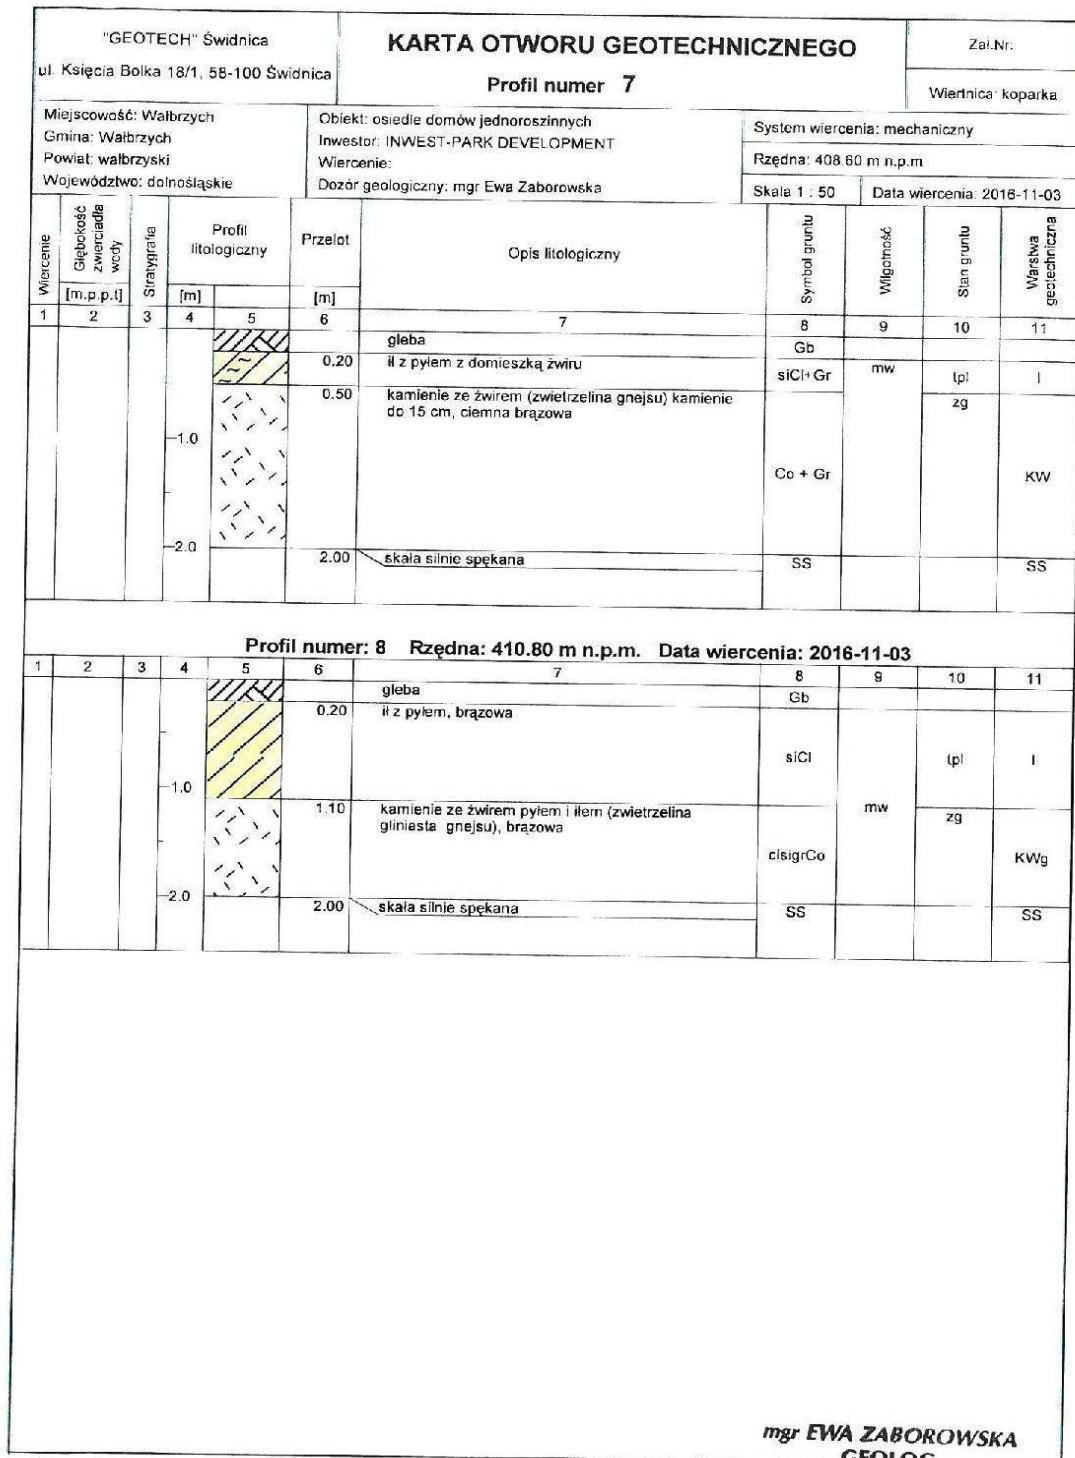 "GEOTECH" Świdnica
ul. Księcia Bolka 18/1, 58-100 Świdnica
KARTA OTWORU GEOTECHNICZNEGO
Profil numer 7
Zał.Nr:
Wiertnica: koparka
Miejscowość: Wałbrzych
Gmina: Wałbrzych
Powiat: wałbrzyski
Województwo: dolnośląskie
Obiekt: osiedle domów jednoroszinnych
Inwestor: INWEST-PARK DEVELOPMENT
Wiercenie:
Dozór geologiczny: mgr Ewa Zaborowska
System wiercenia: mechaniczny
Rzędna: 408.60 m n.p.m
Skala 1 : 50 Data wiercenia: 2016-11-03
Wiercenie
Głębokość zwierciadła wody
[m.p.p.t]
Stratygrafia
Profil litologiczny
[m]
Przelot
[m]
Opis litologiczny
Symbol gruntu
Wilgotność
Stan gruntu
Warstwa geotechniczna
1 2 3 4 5 6 7 8 9 10 11
gleba Gb
0.20 ił z pyłem z domieszką żwiru siCl+Gr mw tpl I
0.50 kamienie ze żwirem (zwietrzelina gnejsu) kamienie zg
do 15 cm, ciemna brązowa
1.0
Co + Gr KW
2.0
2.00 skała silnie spękana SS SS
Profil numer: 8 Rzędna: 410.80 m n.p.m. Data wiercenia: 2016-11-03
1 2 3 4 5 6 7 8 9 10 11
gleba Gb
0.20 ił z pyłem, brązowa
siCl tpl I
1.0
1.10 kamienie ze żwirem pyłem i iłem (zwietrzelina mw zg
gliniasta gnejsu), brązowa
clsigrCo KWg
2.0
2.00 skała silnie spękana SS SS
mgr EWA ZABOROWSKA
GEOLOG